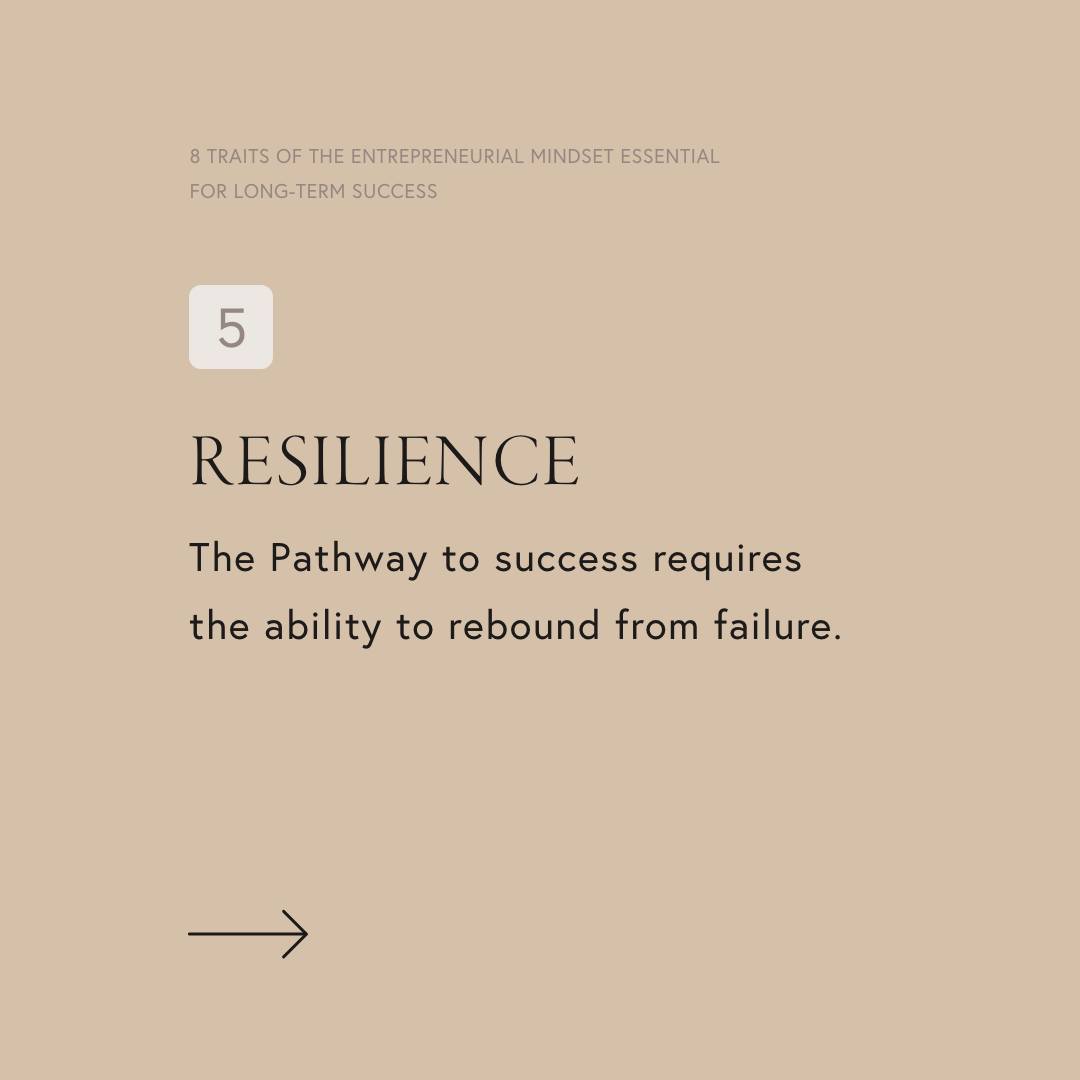 8 TRAITS OF THE ENTREPRENEURIAL MINDSET ESSENTIAL
FOR LONG-TERM SUCCESS
5
RESILIENCE
The Pathway to success requires
the ability to rebound from failure.